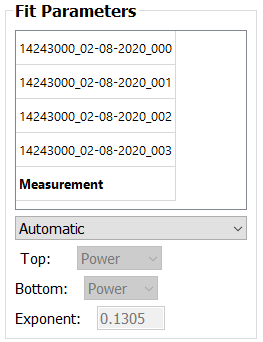 Fit Parameters
14243000_02-08-2020_000
14243000_02-08-2020_001
14243000_02-08-2020_002
14243000_02-08-2020_003
Measurement
Automatic
Top: Power
Bottom: Power
Exponent: 0.1305